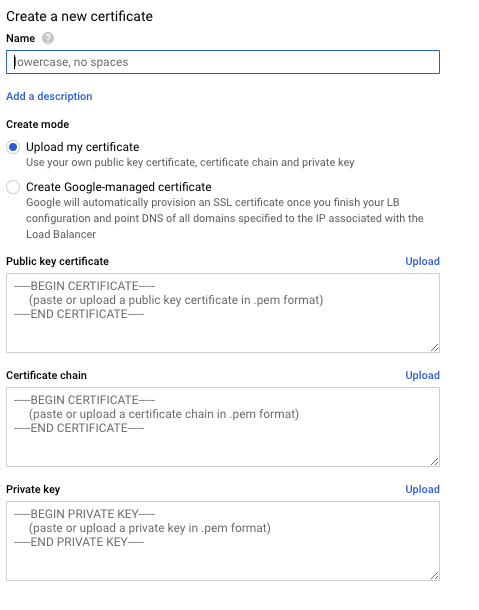 Create a new certificate
Name ?
lowercase, no spaces
Add a description
Create mode
Upload my certificate
Use your own public key certificate, certificate chain and private key
Create Google-managed certificate
Google will automatically provision an SSL certificate once you finish your LB
configuration and point DNS of all domains specified to the IP associated with the
Load Balancer
Public key certificate Upload
-----BEGIN CERTIFICATE-----
(paste or upload a public key certificate in .pem format)
-----END CERTIFICATE-----
Certificate chain Upload
-----BEGIN CERTIFICATE-----
(paste or upload a certificate chain in .pem format)
-----END CERTIFICATE-----
Private key Upload
-----BEGIN PRIVATE KEY-----
(paste or upload a private key in .pem format)
-----END PRIVATE KEY-----